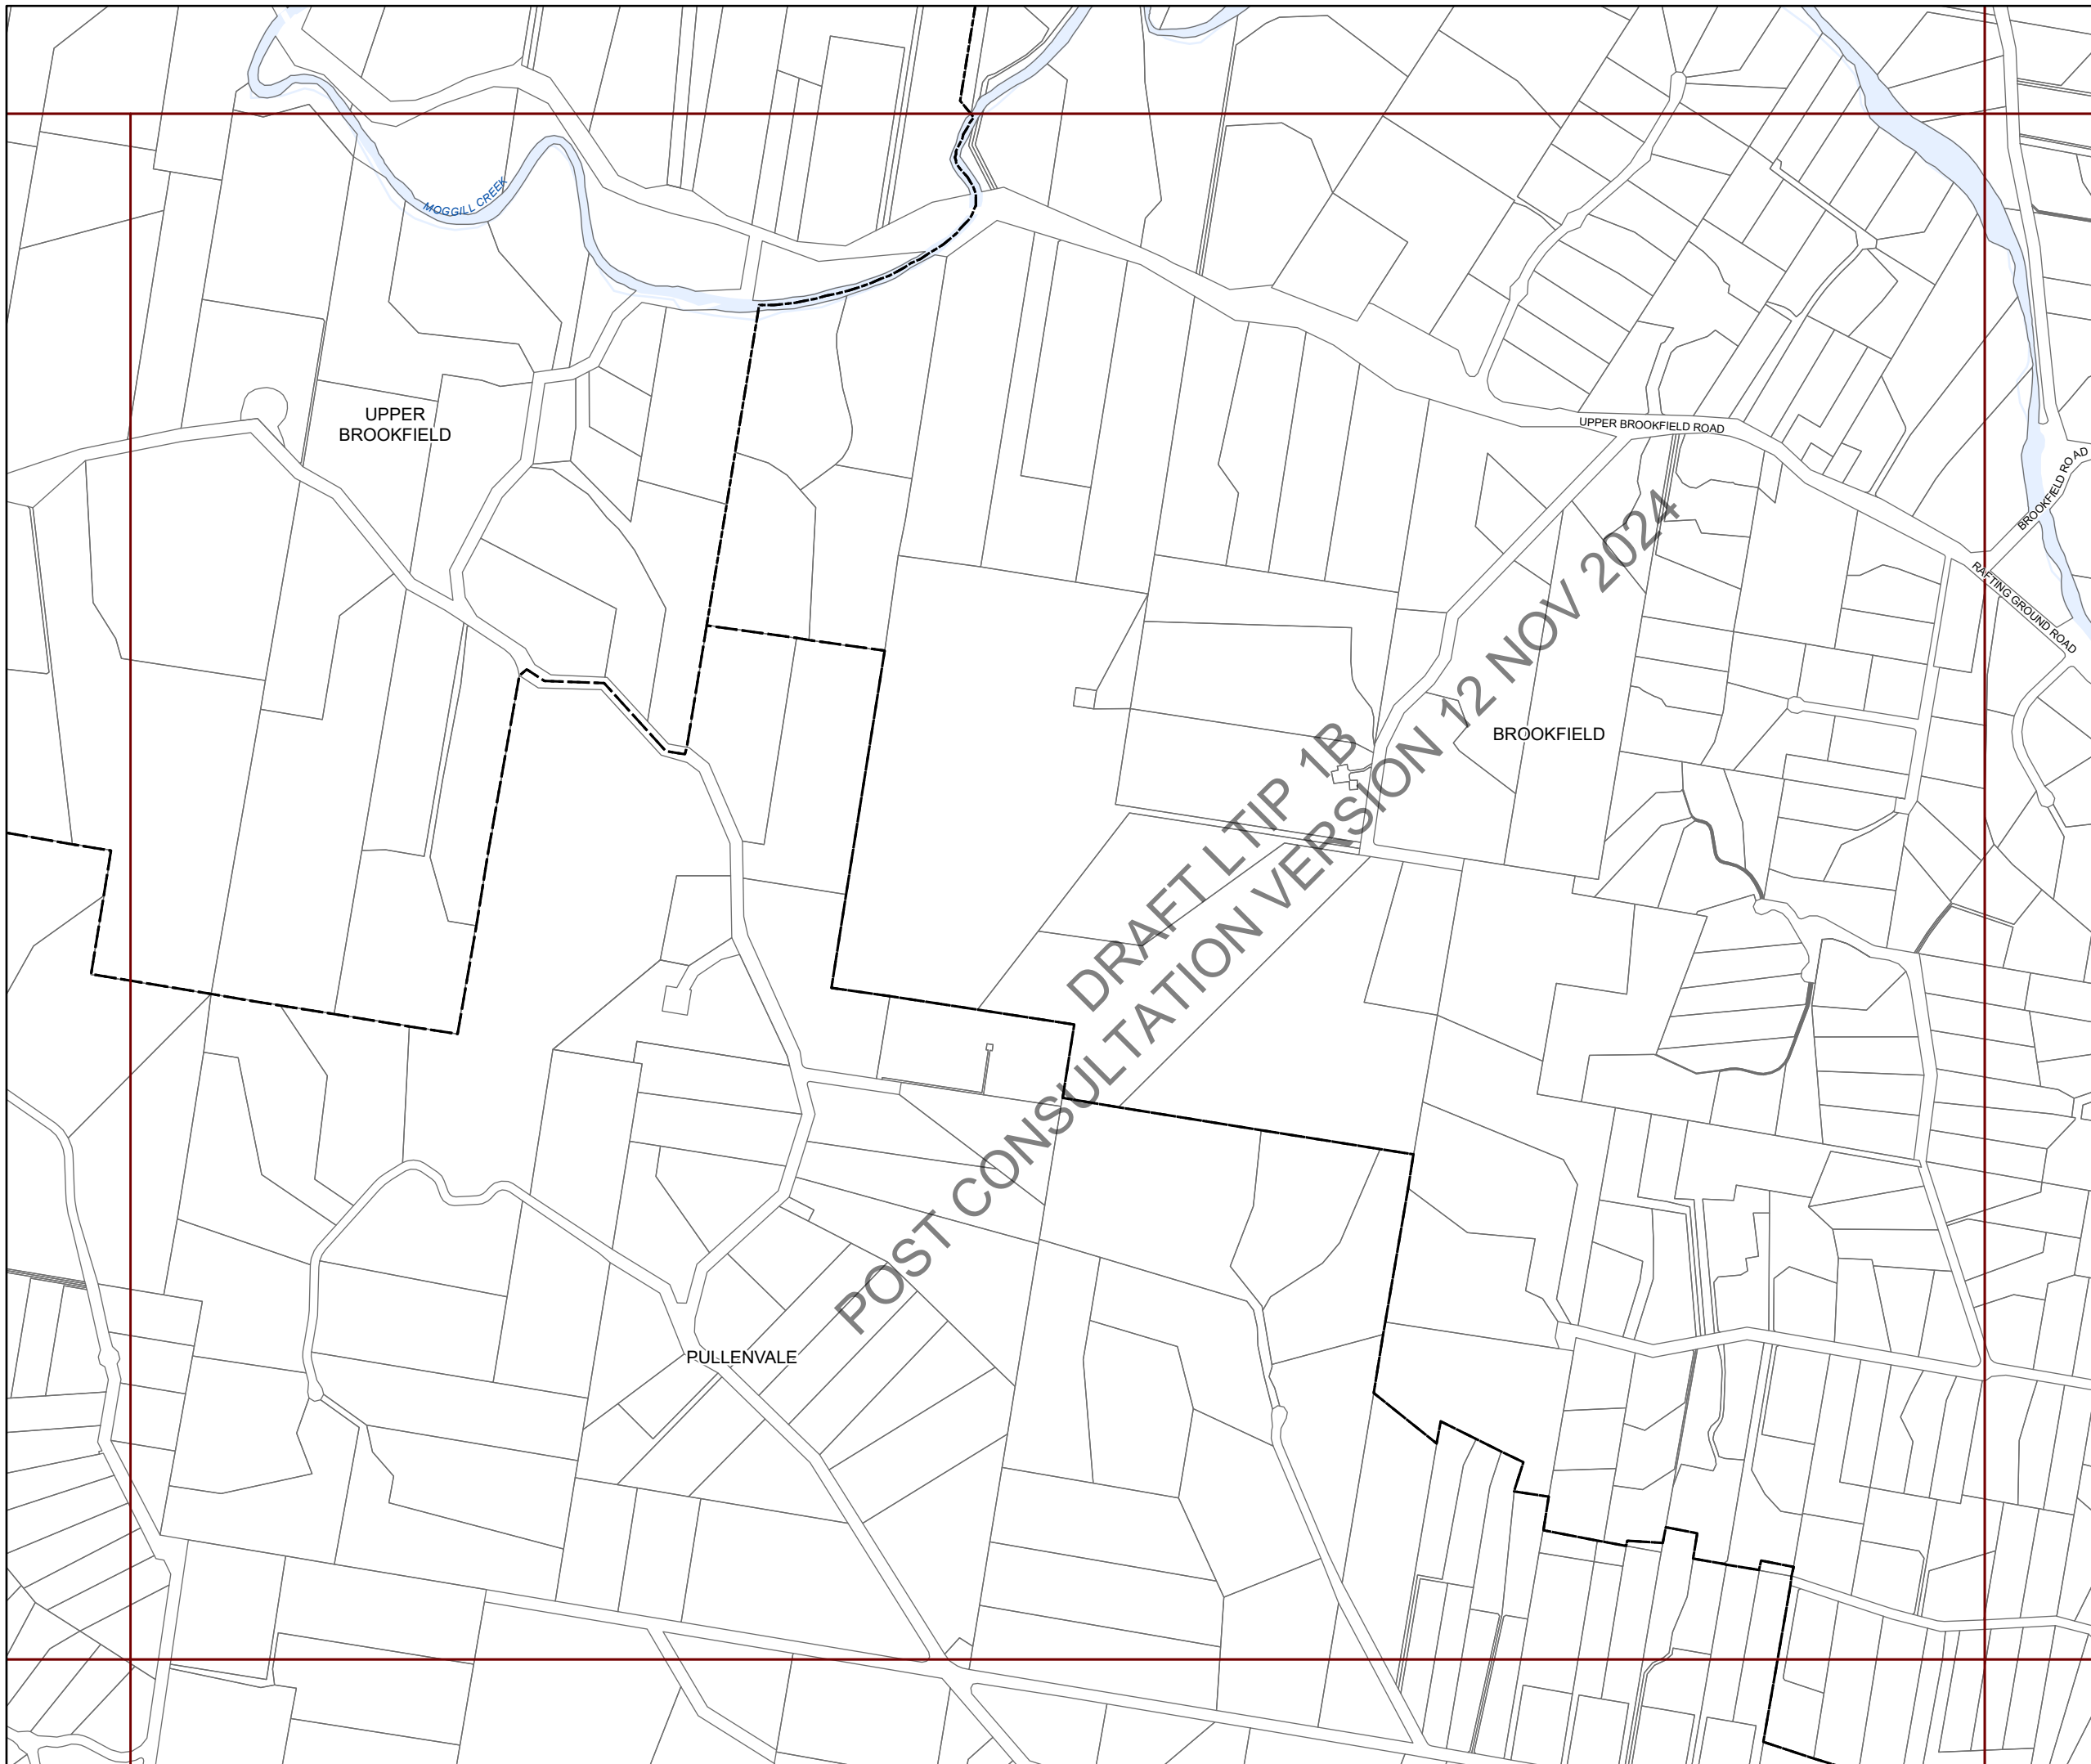 MOGGILL CREEK
UPPER
BROOKFIELD
UPPER BROOKFIELD ROAD
BROOKFIELD ROAD
RAFTING GROUND ROAD
BROOKFIELD
DRAFT LTIP 1B
POST CONSULTATION VERSION 12 NOV 2024
PULLENVALE